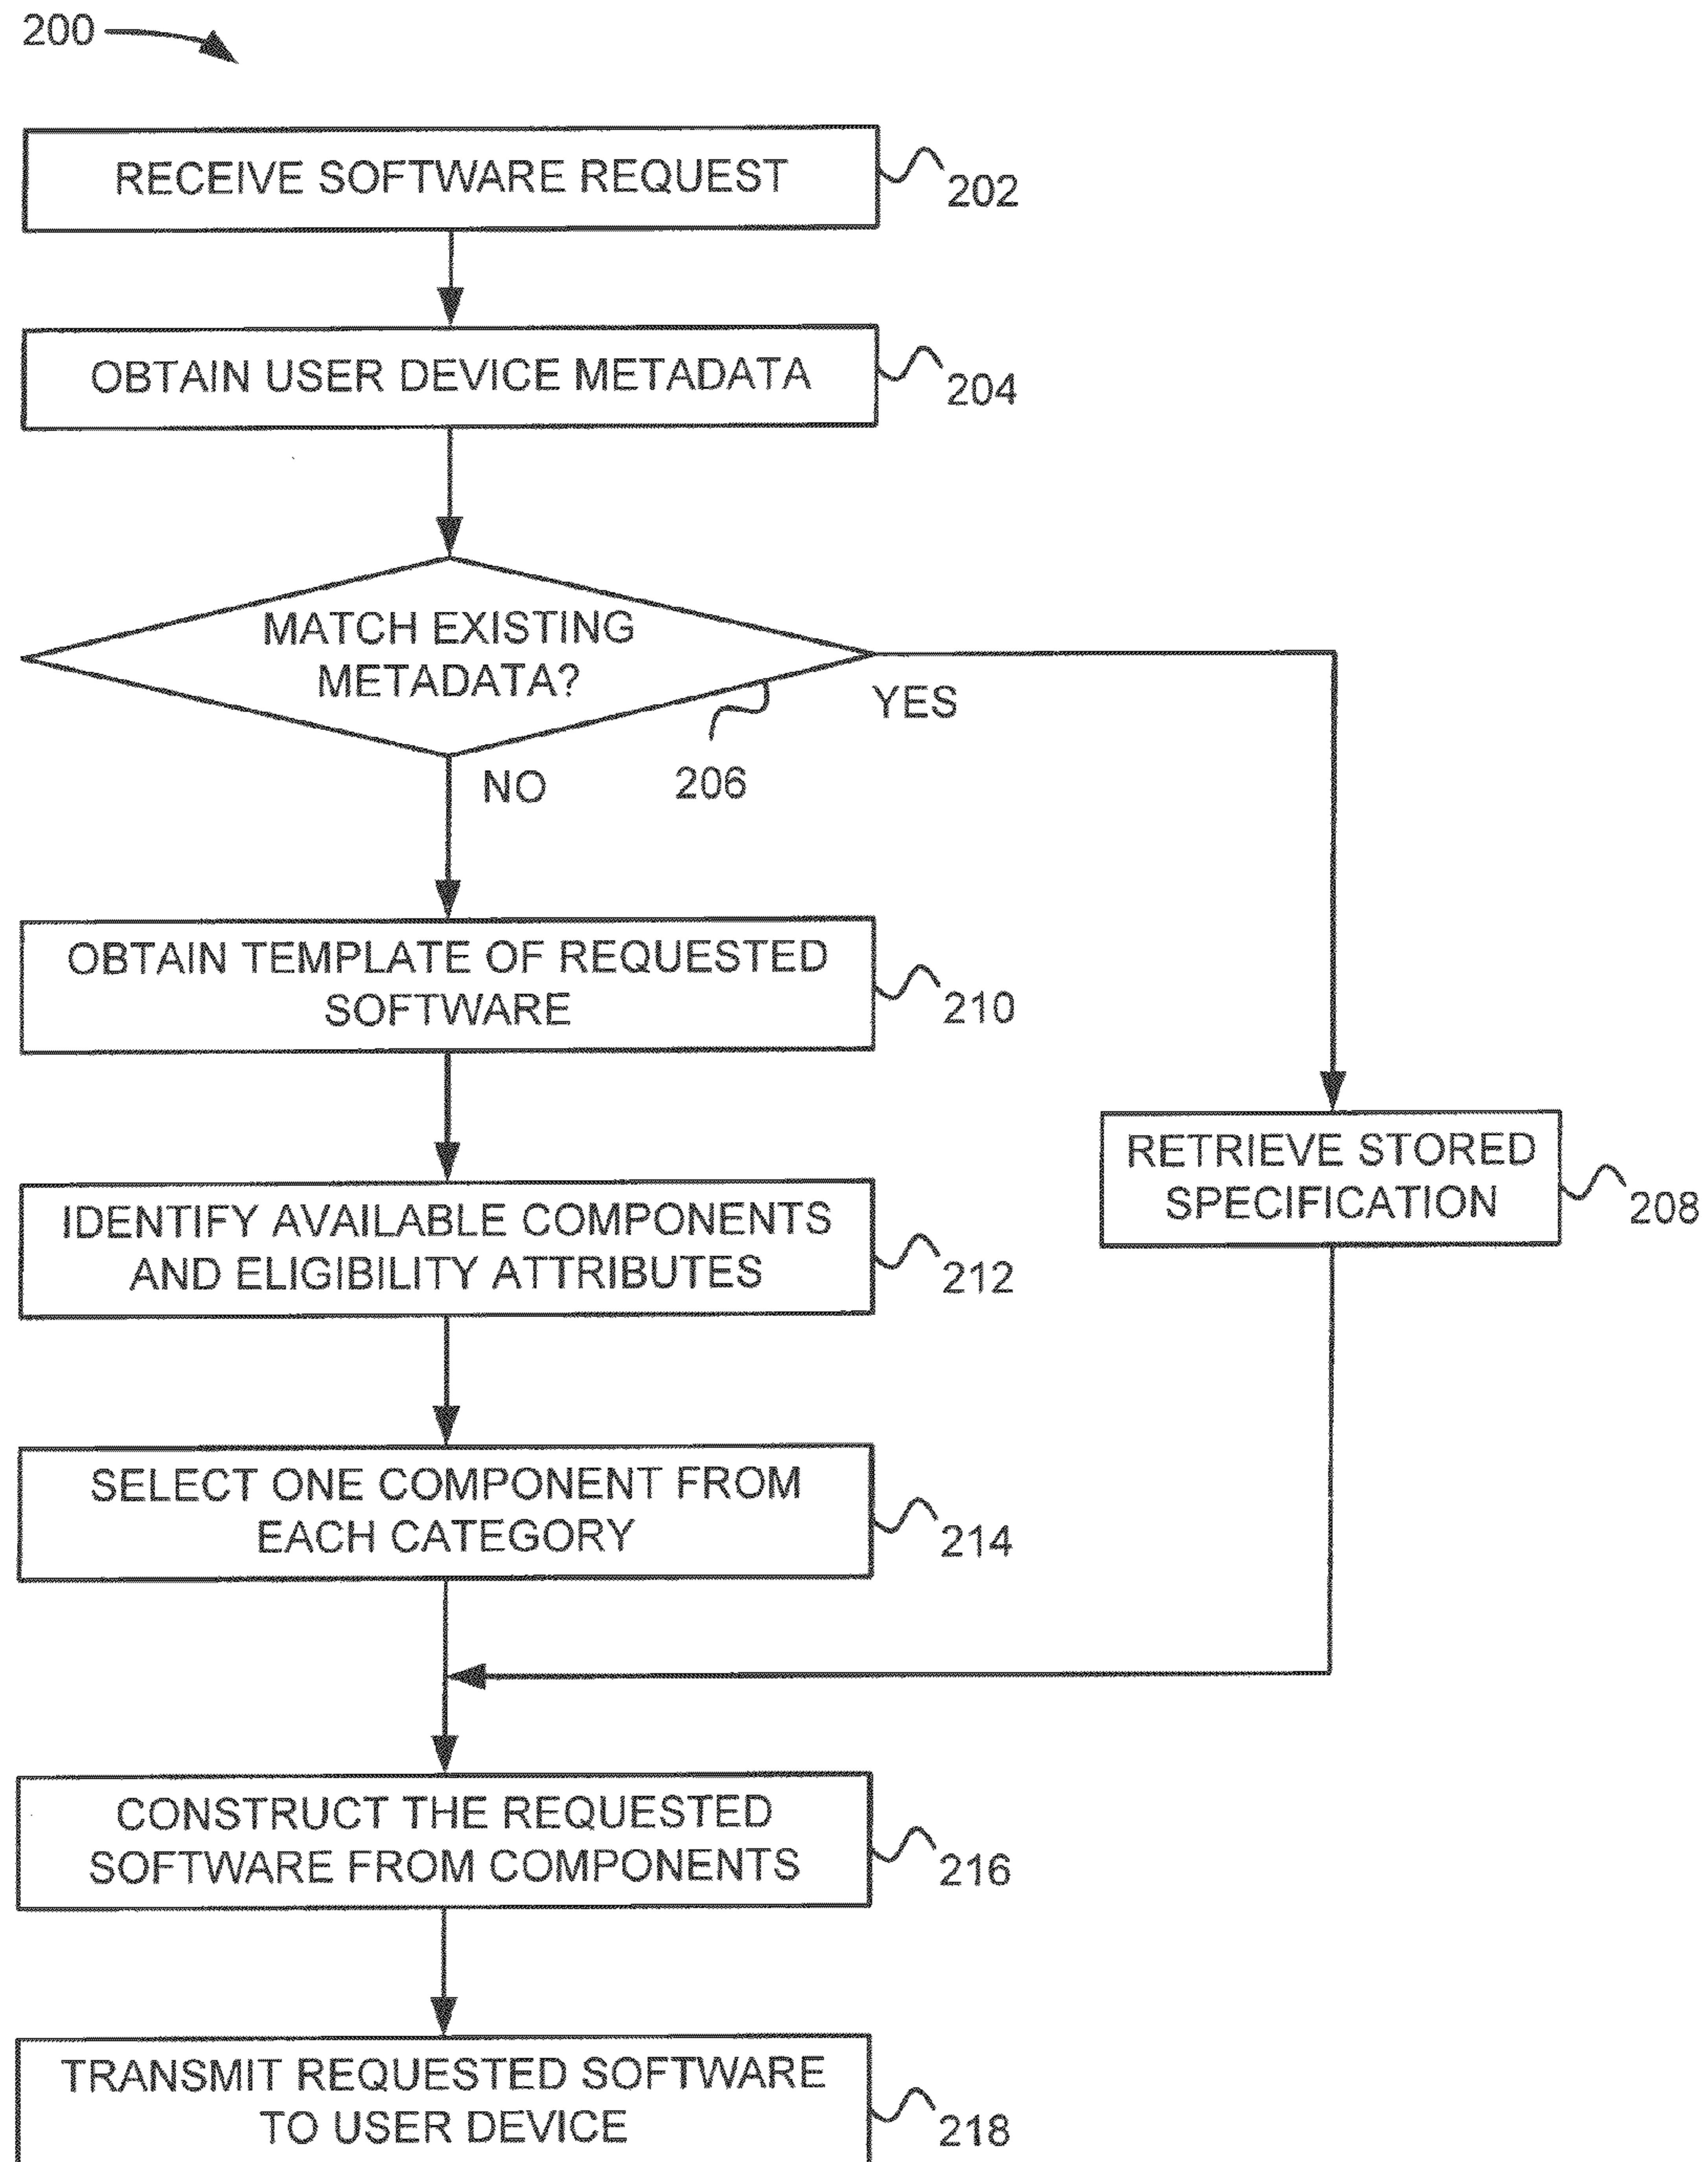 200
RECEIVE SOFTWARE REQUEST
202
OBTAIN USER DEVICE METADATA
204
MATCH EXISTING
METADATA?
YES
NO
206
OBTAIN TEMPLATE OF REQUESTED
SOFTWARE
210
RETRIEVE STORED
SPECIFICATION
208
IDENTIFY AVAILABLE COMPONENTS
AND ELIGIBILITY ATTRIBUTES
212
SELECT ONE COMPONENT FROM
EACH CATEGORY
214
CONSTRUCT THE REQUESTED
SOFTWARE FROM COMPONENTS
216
TRANSMIT REQUESTED SOFTWARE
TO USER DEVICE
218